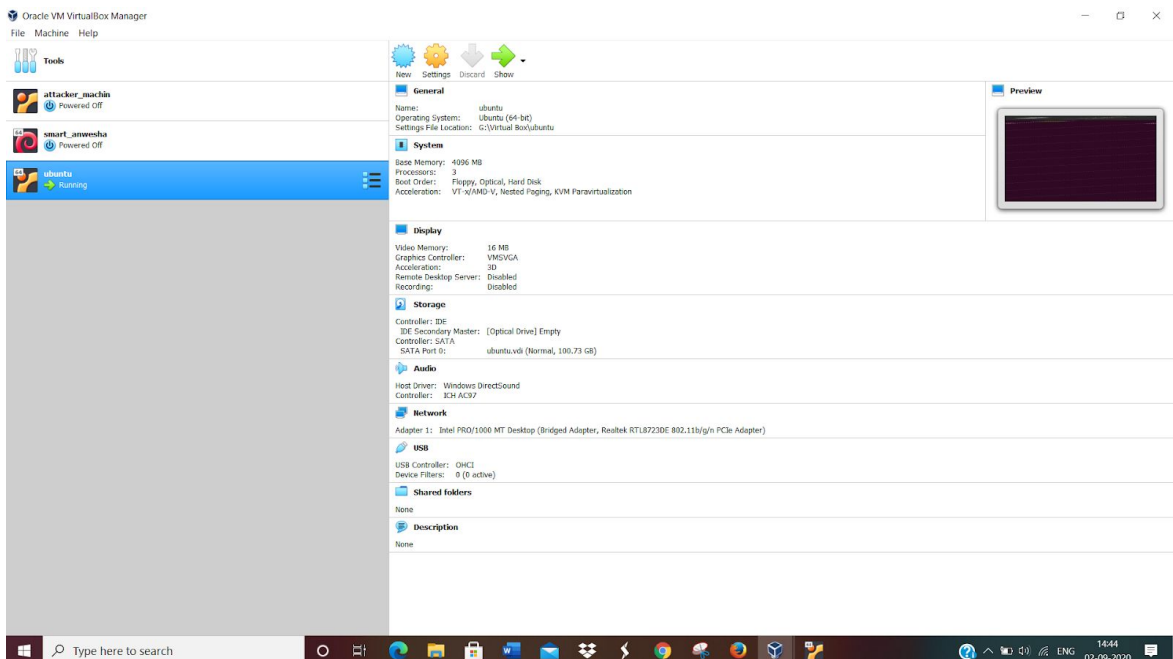 Oracle VM VirtualBox Manager
File Machine Help
Tools
New Settings Discard Show
attacker_machin
Powered Off
64
smart_anwesha
Powered Off
64
ubuntu
Running
General
Name: ubuntu
Operating System: Ubuntu (64-bit)
Settings File Location: G:\Virtual Box\ubuntu
Preview
System
Base Memory: 4096 MB
Processors: 3
Boot Order: Floppy, Optical, Hard Disk
Acceleration: VT-x/AMD-V, Nested Paging, KVM Paravirtualization
Display
Video Memory: 16 MB
Graphics Controller: VMSVGA
Acceleration: 3D
Remote Desktop Server: Disabled
Recording: Disabled
Storage
Controller: IDE
IDE Secondary Master: [Optical Drive] Empty
Controller: SATA
SATA Port 0: ubuntu.vdi (Normal, 100.73 GB)
Audio
Host Driver: Windows DirectSound
Controller: ICH AC97
Network
Adapter 1: Intel PRO/1000 MT Desktop (Bridged Adapter, Realtek RTL8723DE 802.11b/g/n PCIe Adapter)
USB
USB Controller: OHCI
Device Filters: 0 (0 active)
Shared folders
None
Description
None
Type here to search
ENG
14:44
02-09-2020